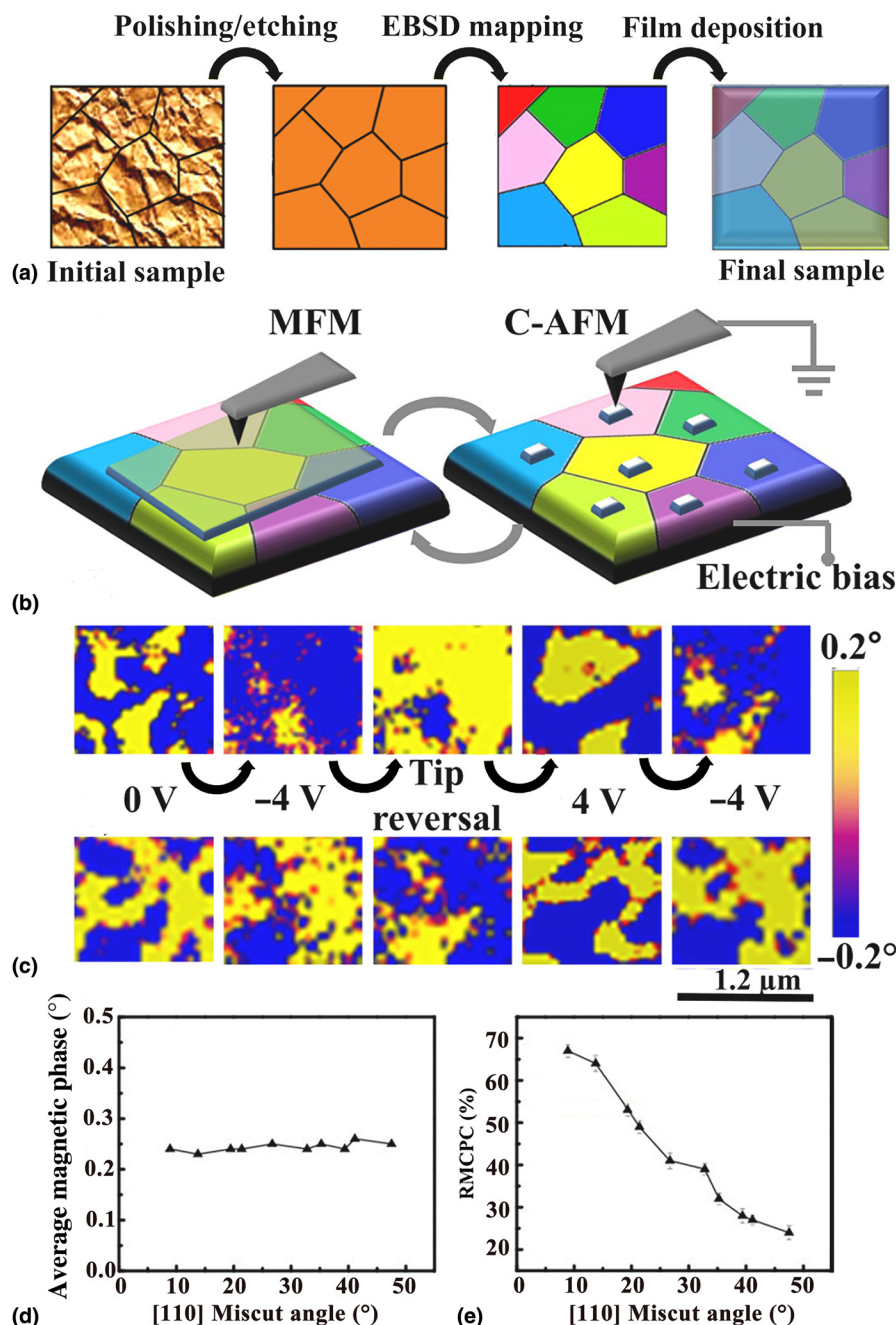 Polishing/etching EBSD mapping Film deposition
(a) Initial sample Final sample
MFM C-AFM
Electric bias
(b)
0.2°
0 V −4 V Tip reversal 4 V −4 V
−0.2°
(c)
1.2 µm
Average magnetic phase (°)
0.5
0.3
0.2
0.1
0.0
0 10 20 30 40 50
(d) [110] Miscut angle (°)
RMCPC (%)
70
60
50
40
30
20
0 10 20 30 40 50
(e) [110] Miscut angle (°)